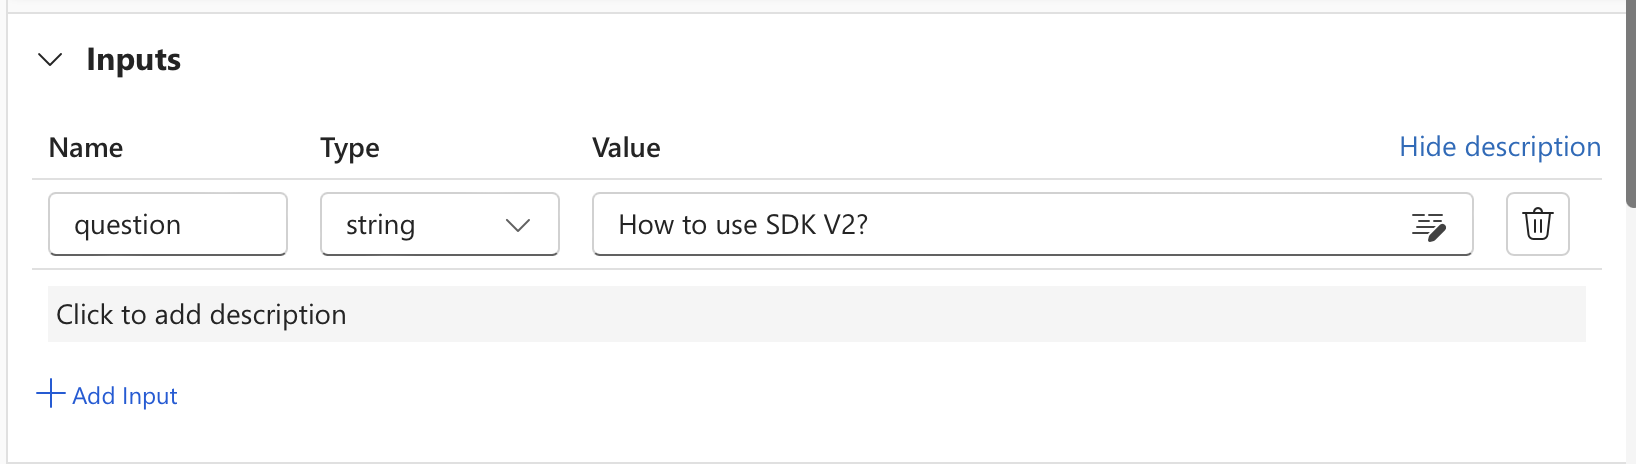 Inputs
Name Type Value Hide description
question string How to use SDK V2?
Click to add description
Add Input